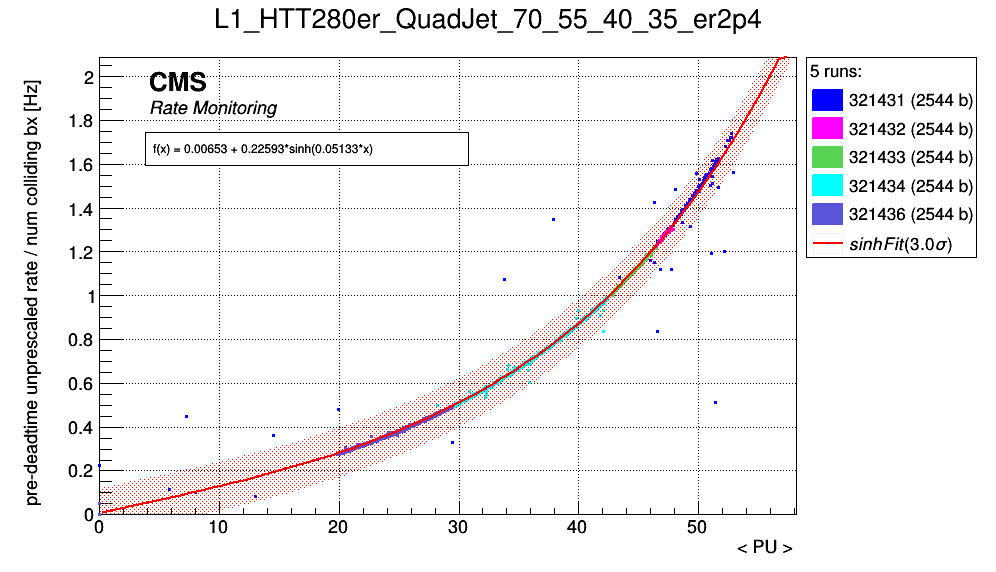 L1_HTT280er_QuadJet_70_55_40_35_er2p4
pre-deadtime unprescaled rate / num colliding bx [Hz]
CMS
Rate Monitoring
f(x) = 0.00653 + 0.22593*sinh(0.05133*x)
2
1.8
1.6
1.4
1.2
1
0.8
0.6
0.4
0.2
0
0 10 20 30 40 50
< PU >
5 runs:
321431 (2544 b)
321432 (2544 b)
321433 (2544 b)
321434 (2544 b)
321436 (2544 b)
sinhFit(3.0σ)